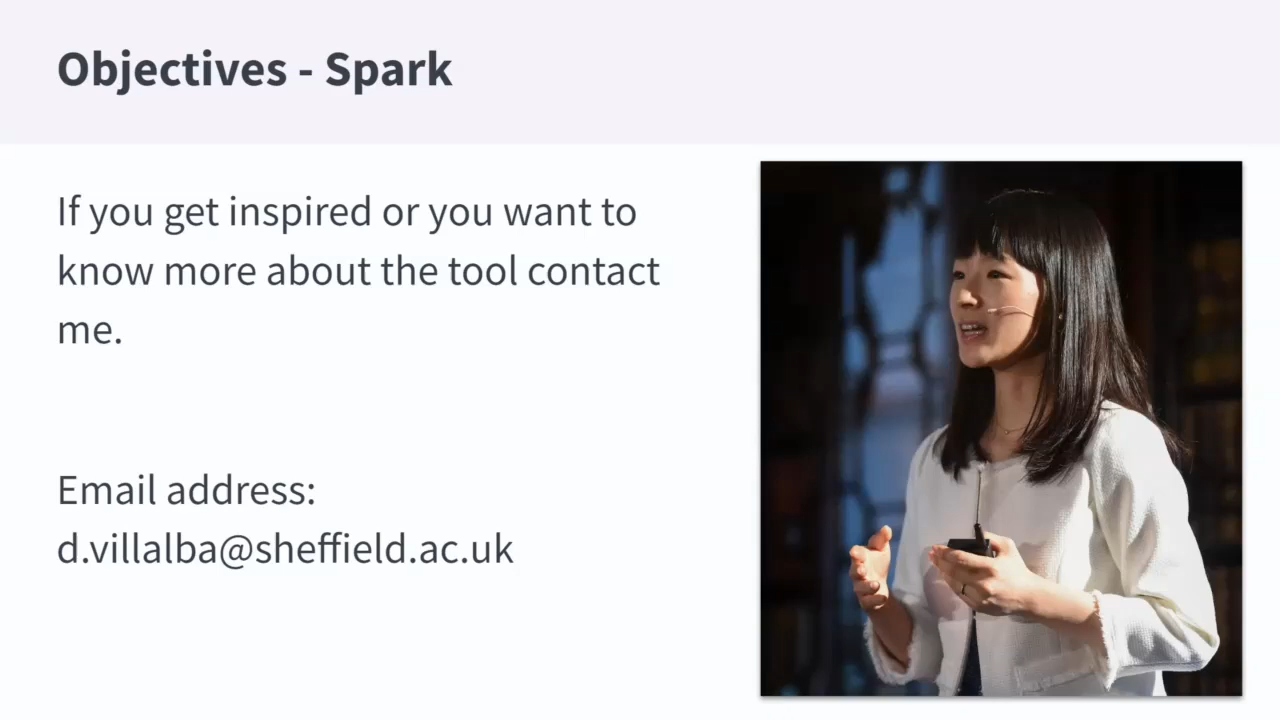 Objectives - Spark
If you get inspired or you want to
know more about the tool contact
me.
Email address:
d.villalba@sheffield.ac.uk